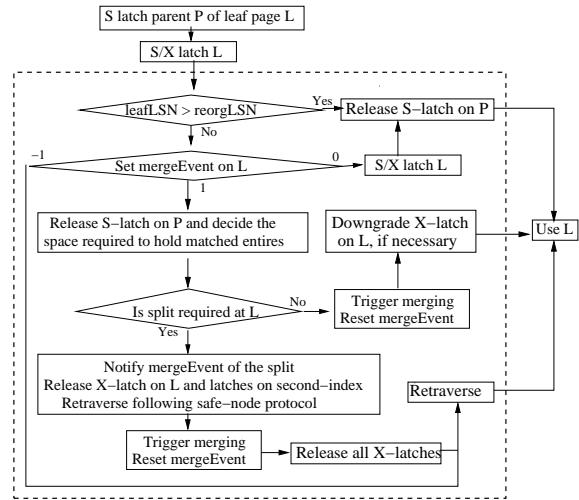 S latch parent P of leaf page L
S/X latch L
leafLSN > reorgLSN
Yes
Release S-latch on P
No
-1
Set mergeEvent on L
0
S/X latch L
1
Release S-latch on P and decide the
space required to hold matched entires
Downgrade X-latch
on L, if necessary
Use L
Is split required at L
No
Trigger merging
Reset mergeEvent
Yes
Notify mergeEvent of the split
Release X-latch on L and latches on second-index
Retraverse following safe-node protocol
Retraverse
Trigger merging
Reset mergeEvent
Release all X-latches